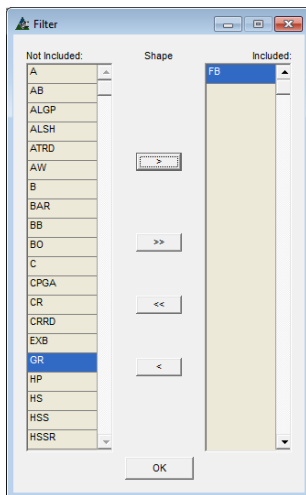 Filter
Not Included: Shape Included:
A FB
AB
ALGP
ALSH
ATRD
AW
B
BAR
BB
BO
C
CPGA
CR
CRRD
EXB
GR
HP
HS
HSS
HSSR
>
>>
<<
<
OK